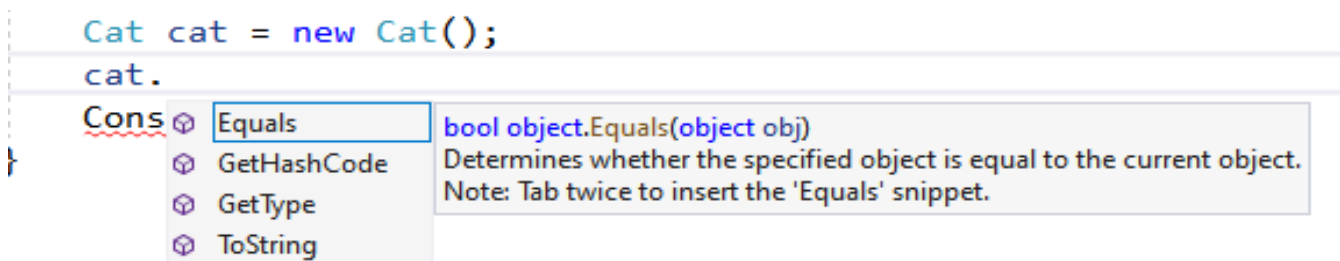 Cat cat = new Cat();
cat.
Cons
Equals
bool object.Equals(object obj)
Determines whether the specified object is equal to the current object.
Note: Tab twice to insert the 'Equals' snippet.
GetHashCode
GetType
ToString
}